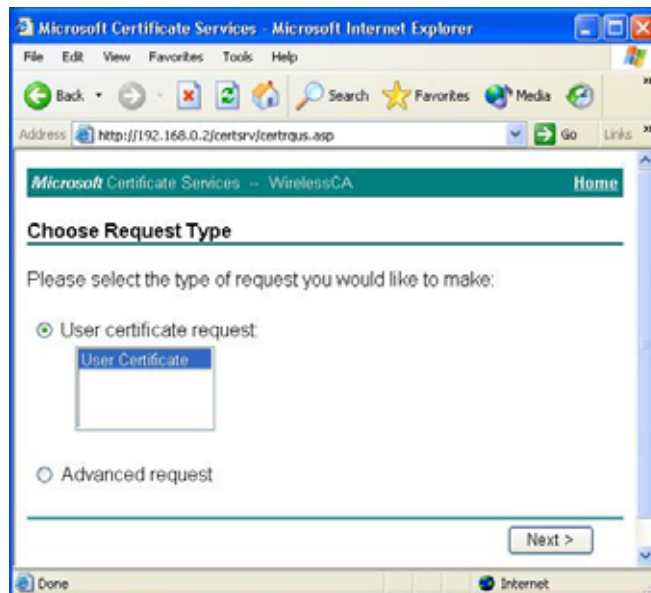 Microsoft Certificate Services - Microsoft Internet Explorer
File Edit View Favorites Tools Help
Back Search Favorites Media
Address http://192.168.0.2/certsrv/certrqus.asp Go Links
Microsoft Certificate Services -- WirelessCA Home
Choose Request Type
Please select the type of request you would like to make:
User certificate request:
User Certificate
Advanced request
Next >
Done Internet